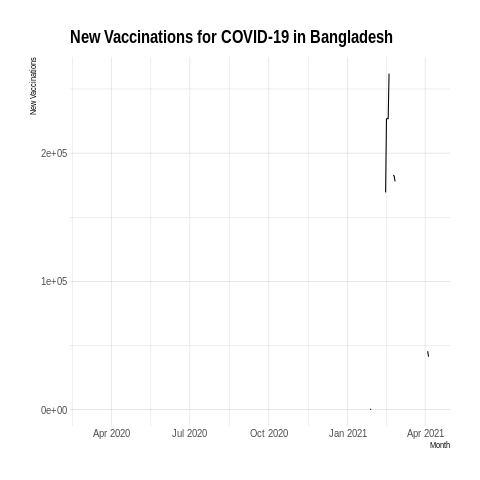 New Vaccinations for COVID-19 in Bangladesh
New Vaccinations
2e+05
1e+05
0e+00
Apr 2020 Jul 2020 Oct 2020 Jan 2021 Apr 2021
Month